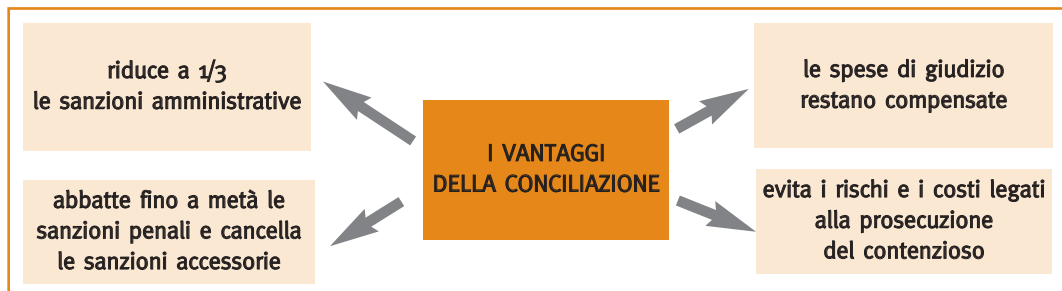 riduce a 1/3
le sanzioni amministrative
le spese di giudizio
restano compensate
I VANTAGGI
DELLA CONCILIAZIONE
abbatte fino a metà le
sanzioni penali e cancella
le sanzioni accessorie
evita i rischi e i costi legati
alla prosecuzione
del contenzioso